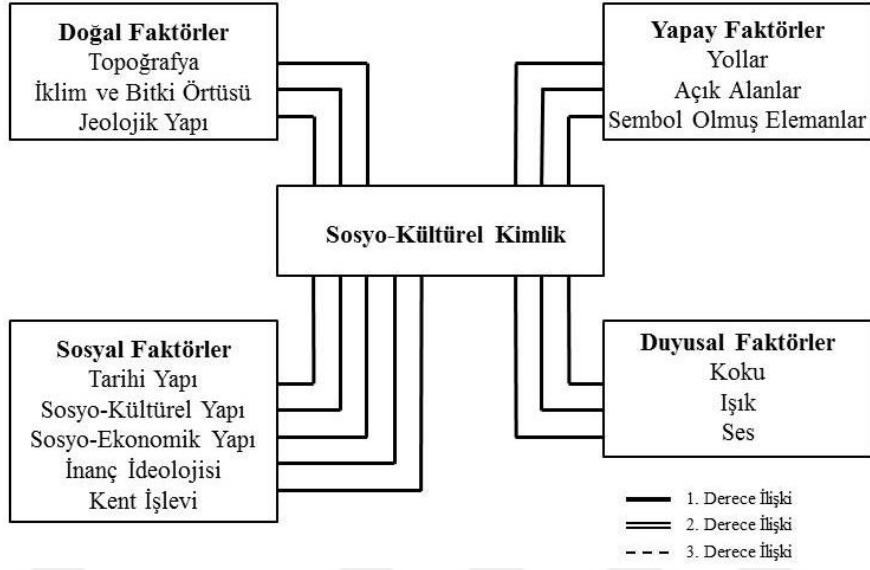 Doğal Faktörler
Topoğrafya
İklim ve Bitki Örtüsü
Jeolojik Yapı
Yapay Faktörler
Yollar
Açık Alanlar
Sembol Olmuş Elemanlar
Sosyo-Kültürel Kimlik
Sosyal Faktörler
Tarihi Yapı
Sosyo-Kültürel Yapı
Sosyo-Ekonomik Yapı
İnanç İdeolojisi
Kent İşlevi
Duyusal Faktörler
Koku
Işık
Ses
1. Derece İlişki
2. Derece İlişki
3. Derece İlişki